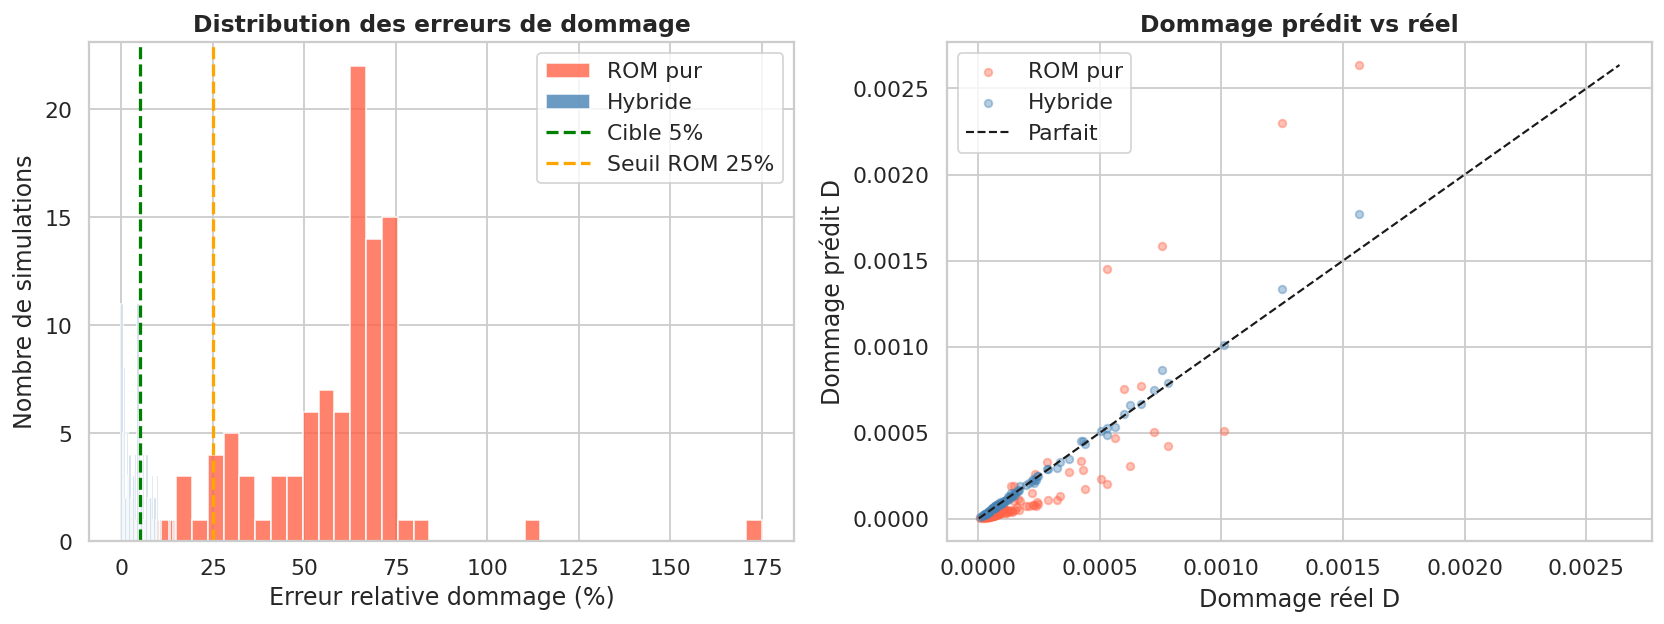 Distribution des erreurs de dommage
Nombre de simulations
20
15
10
5
0
ROM pur
Hybride
Cible 5%
Seuil ROM 25%
0 25 50 75 100 125 150 175
Erreur relative dommage (%)
Dommage prédit vs réel
Dommage prédit D
0.0025
0.0020
0.0015
0.0010
0.0005
0.0000
ROM pur
Hybride
Parfait
0.0000 0.0005 0.0010 0.0015 0.0020 0.0025
Dommage réel D